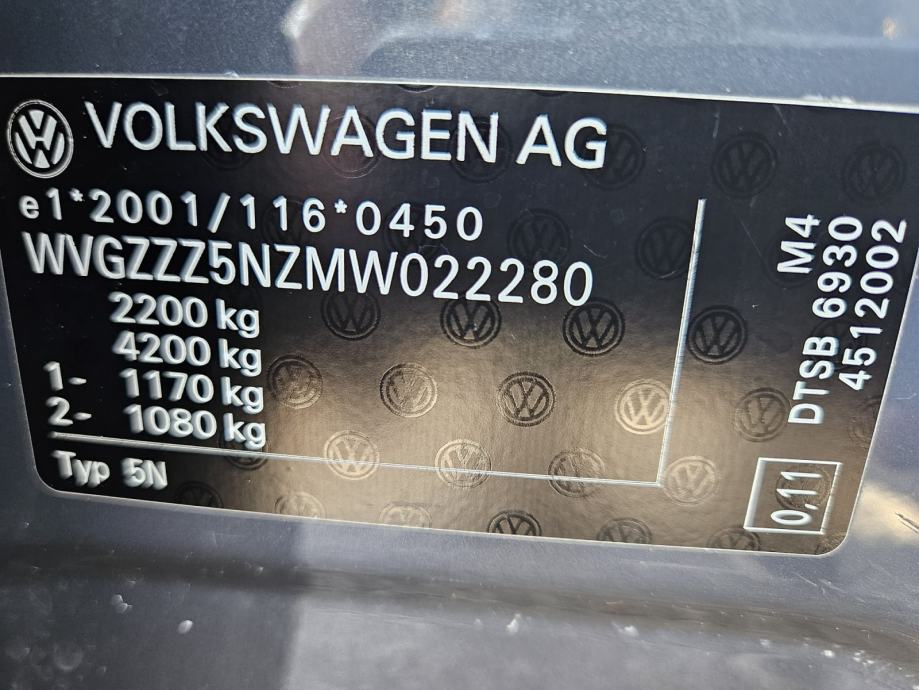 VOLKSWAGEN AG
e1*2001/116*0450
WVGZZZ5NZMW022280
2200 kg
4200 kg
1- 1170 kg
2- 1080 kg
Typ 5N
M4
DTSB 6930
4512002
0,11